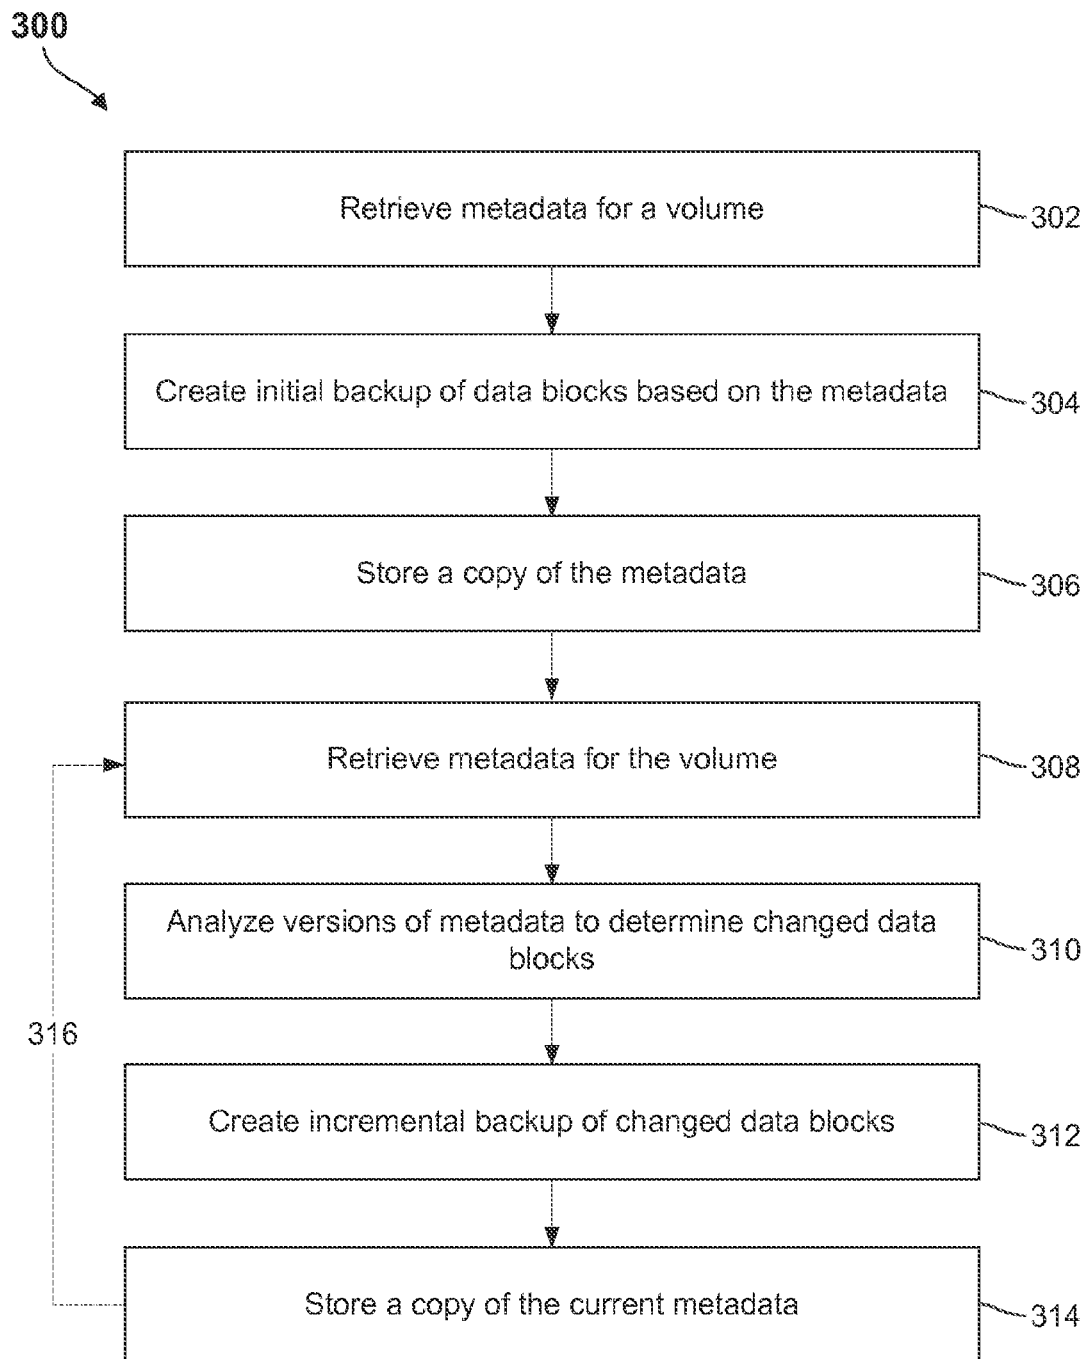 300
Retrieve metadata for a volume
302
Create initial backup of data blocks based on the metadata
304
Store a copy of the metadata
306
Retrieve metadata for the volume
308
Analyze versions of metadata to determine changed data
blocks
310
316
Create incremental backup of changed data blocks
312
Store a copy of the current metadata
314